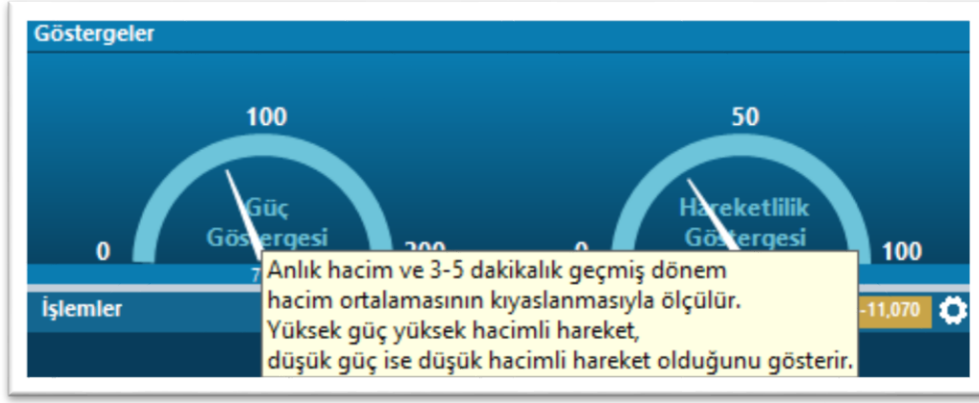 Göstergeler
100
50
Güç
Göstergesi
Hareketlilik
Göstergesi
0
200
0
100
Anlık hacim ve 3-5 dakikalık geçmiş dönem
hacim ortalamasının kıyaslanmasıyla ölçülür.
Yüksek güç yüksek hacimli hareket,
düşük güç ise düşük hacimli hareket olduğunu gösterir.
İşlemler
-11,070